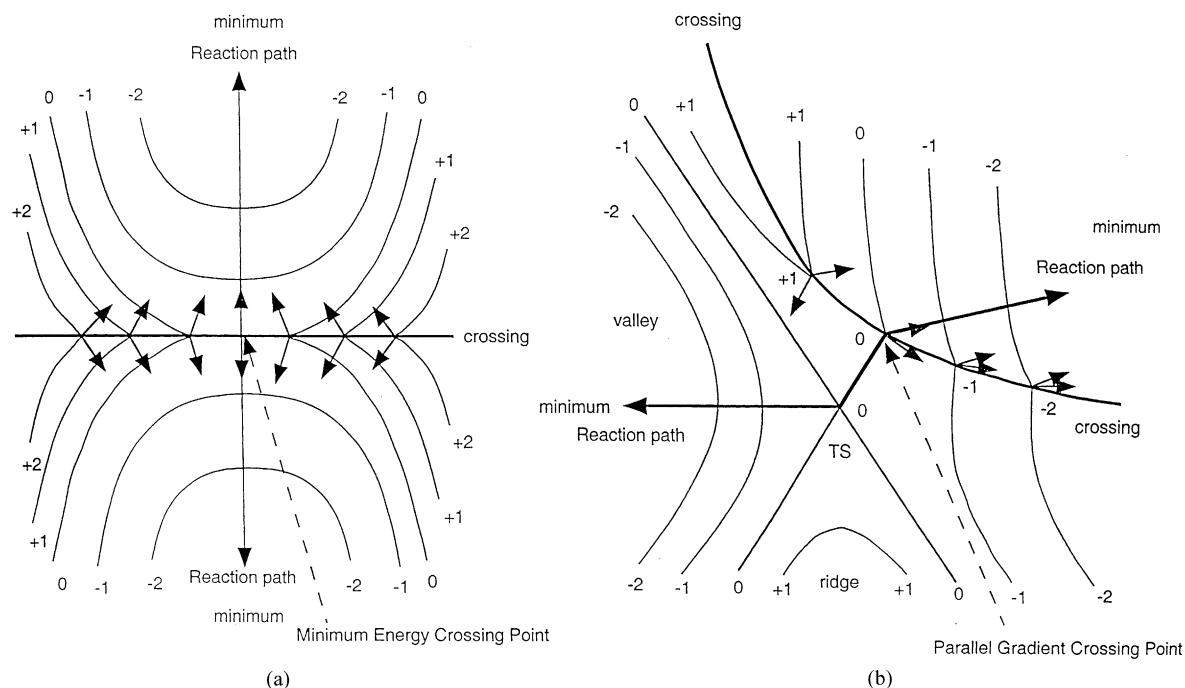 minimum
Reaction path
0 -1 -2 -2 -1 0
+1 +1
+2 +2
crossing
+2 +2
+1 +1
0 -1 -2 -2 -1 0
Reaction path
minimum
Minimum Energy Crossing Point
(a)
crossing
0 +1 +1 0 -1 -2
-1
-2
minimum
Reaction path
+1
valley
0
-1
-2
minimum
Reaction path
0
TS
crossing
-2 -1 0 +1 ridge +1 0 -1 -2
Parallel Gradient Crossing Point
(b)